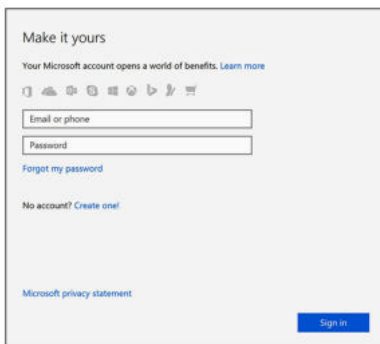 Make it yours
Your Microsoft account opens a world of benefits. Learn more
Email or phone
Password
Forgot my password
No account? Create one!
Microsoft privacy statement
Sign in